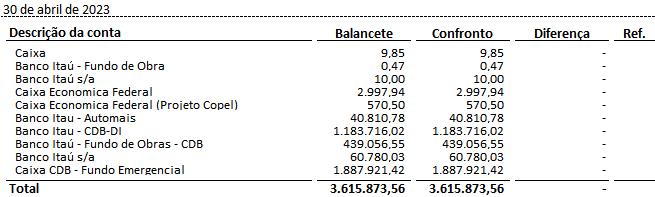 30 de abril de 2023
Descrição da conta Balancete Confronto Diferença Ref.
Caixa 9,85 9,85 -
Banco Itaú - Fundo de Obra 0,47 0,47 -
Banco Itaú s/a 10,00 10,00 -
Caixa Economica Federal 2.997,94 2.997,94 -
Caixa Economica Federal (Projeto Copel) 570,50 570,50 -
Banco Itau - Automais 40.810,78 40.810,78 -
Banco Itau - CDB-DI 1.183.716,02 1.183.716,02 -
Banco Itaú - Fundo de Obras - CDB 439.056,55 439.056,55 -
Banco Itaú s/a 60.780,03 60.780,03 -
Caixa CDB - Fundo Emergencial 1.887.921,42 1.887.921,42 -
Total 3.615.873,56 3.615.873,56 -